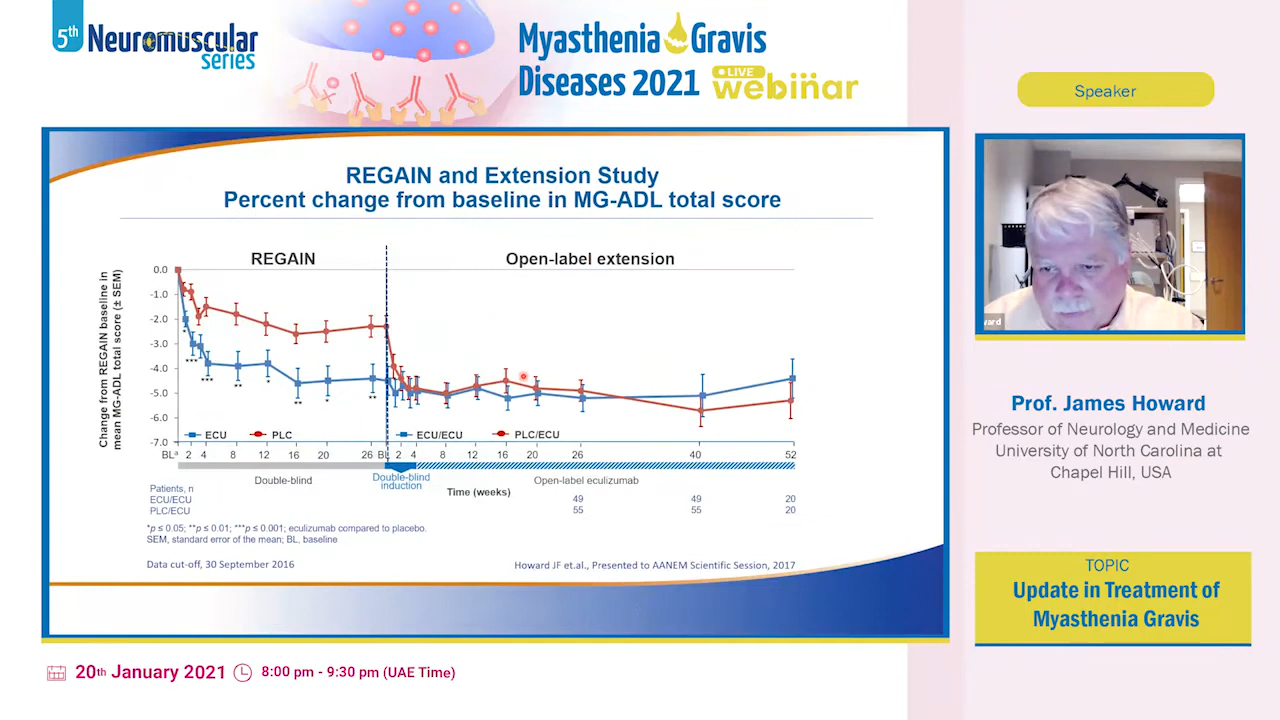 5th Neuromuscular
series
Myasthenia Gravis
Diseases 2021 LIVE webinar
Speaker
REGAIN and Extension Study
Percent change from baseline in MG-ADL total score
REGAIN
Open-label extension
Change from REGAIN baseline in
mean MG-ADL total score (± SEM)
0.0
-1.0
-2.0
-3.0
-4.0
-5.0
-6.0
-7.0
*** *** ** * ** * **
ECU PLC ECU/ECU PLC/ECU
BLª 2 4 8 12 16 20 26 BL 2 4 8 12 16 20 26 40 52
Double-blind
Double-blind
induction
Open-label eculizumab
Time (weeks)
Patients, n
ECU/ECU 49 49 20
PLC/ECU 55 55 20
*p ≤ 0.05; **p ≤ 0.01; ***p ≤ 0.001; eculizumab compared to placebo.
SEM, standard error of the mean; BL, baseline
Data cut-off, 30 September 2016
Howard JF et.al., Presented to AANEM Scientific Session, 2017
ward
Prof. James Howard
Professor of Neurology and Medicine
University of North Carolina at
Chapel Hill, USA
TOPIC
Update in Treatment of
Myasthenia Gravis
20th January 2021 8:00 pm - 9:30 pm (UAE Time)